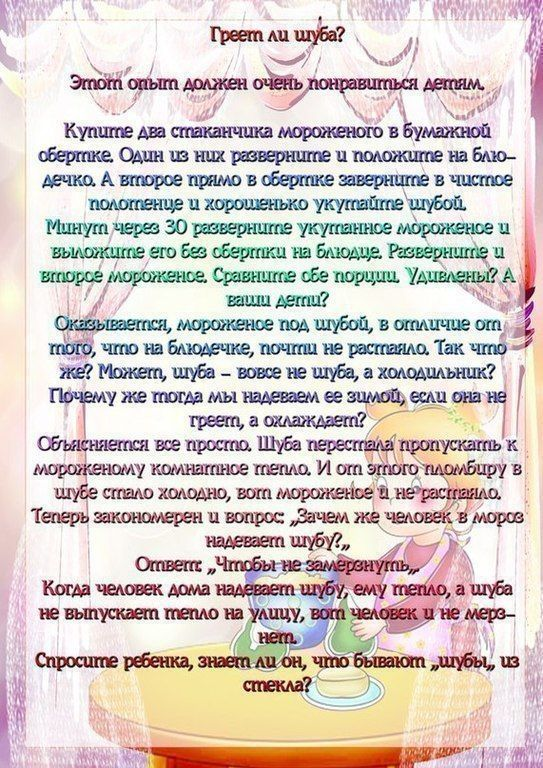 Греет ли шуба?
Этот опыт должен очень понравиться детям.
Купите два стаканчика мороженого в бумажной
обертке. Один из них разверните и положите на блю-
дечко. А второе прямо в обертке заверните в чистое
полотенце и хорошенько укутайте шубой.
Минут через 30 разверните укутанное мороженое и
выложите его без обертки на блюдце. Разверните и
второе мороженое. Сравните обе порции. Удивлены? А
ваши дети?
Оказывается, мороженое под шубой, в отличие от
того, что на блюдечке, почти не растаяло. Так что
же? Может, шуба – вовсе не шуба, а холодильник?
Почему же тогда мы надеваем ее зимой, если она не
греет, а охлаждает?
Объясняется все просто. Шуба перестала пропускать к
мороженому комнатное тепло. И от этого пломбиру в
шубе стало холодно, вот мороженое и не растаяло.
Теперь закономерен и вопрос: „Зачем же человек в мороз
надевает шубу?„
Ответ: „Чтобы не замерзнуть„.
Когда человек дома надевает шубу, ему тепло, а шуба
не выпускает тепло на улицу, вот человек и не мерз-
нет.
Спросите ребенка, знает ли он, что бывают „шубы„ из
стекла?